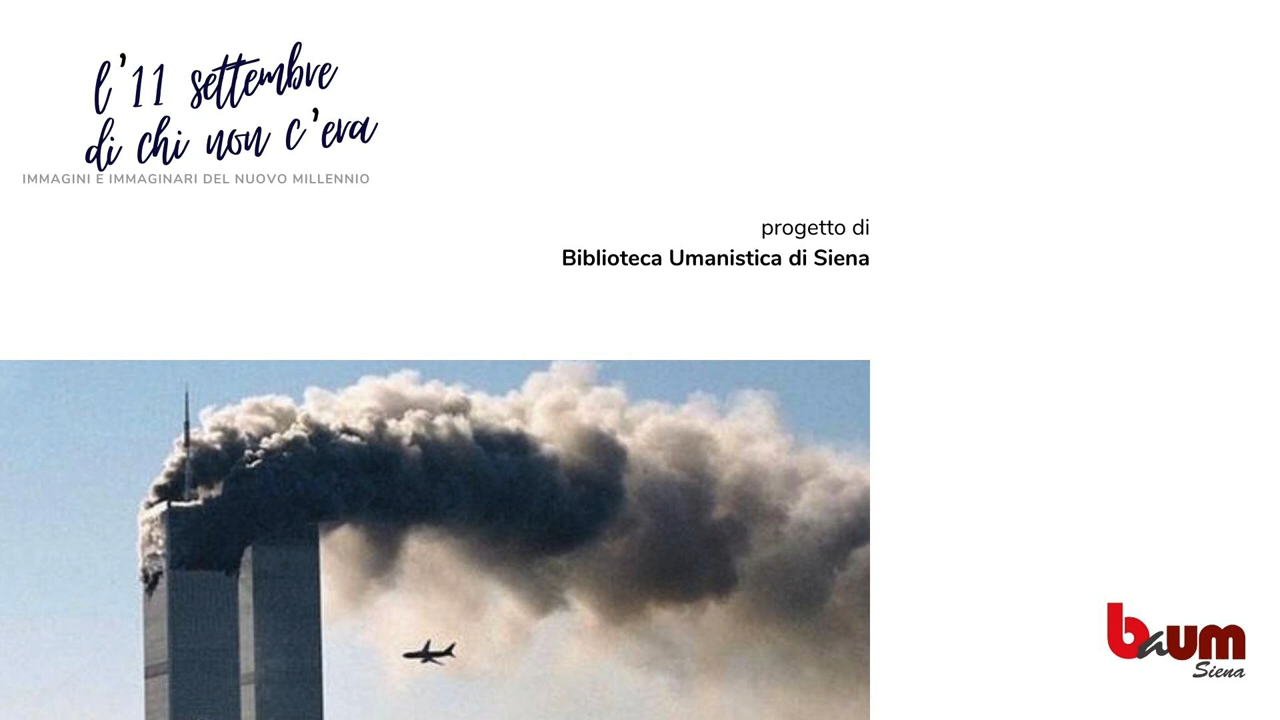 l'11 settembre
di chi non c'era
IMMAGINI E IMMAGINARI DEL NUOVO MILLENNIO
progetto di
Biblioteca Umanistica di Siena
baum
Siena